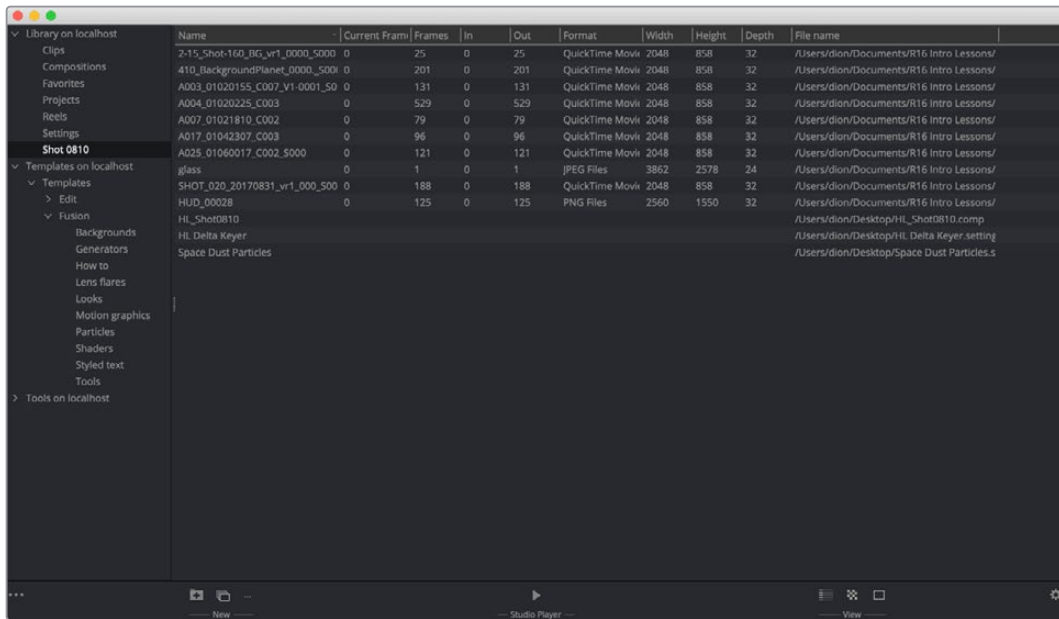 Library on localhost
Clips
Compositions
Favorites
Projects
Reels
Settings
Shot 0810
Templates on localhost
Templates
Edit
Fusion
Backgrounds
Generators
How to
Lens flares
Looks
Motion graphics
Particles
Shaders
Styled text
Tools
Tools on localhost
Name Current Fram Frames In Out Format Width Height Depth File name
2-15_Shot-160_BG_vr1_0000_S000 0 25 0 25 QuickTime Movie 2048 858 32 /Users/dion/Documents/R16 Intro Lessons/
410_BackgroundPlanet_0000._S00 0 201 0 201 QuickTime Movie 2048 858 32 /Users/dion/Documents/R16 Intro Lessons/
A003_01020155_C007_V1-0001_S0 0 131 0 131 QuickTime Movie 2048 858 32 /Users/dion/Documents/R16 Intro Lessons/
A004_01020225_C003 0 529 0 529 QuickTime Movie 2048 858 32 /Users/dion/Documents/R16 Intro Lessons/
A007_01021810_C002 0 79 0 79 QuickTime Movie 2048 858 32 /Users/dion/Documents/R16 Intro Lessons/
A017_01042307_C003 0 96 0 96 QuickTime Movie 2048 858 32 /Users/dion/Documents/R16 Intro Lessons/
A025_01060017_C002_S000 0 121 0 121 QuickTime Movie 2048 858 32 /Users/dion/Documents/R16 Intro Lessons/
glass 0 1 0 1 JPEG Files 3862 2578 24 /Users/dion/Documents/R16 Intro Lessons/
SHOT_020_20170831_vr1_000_S00 0 188 0 188 QuickTime Movie 2048 858 32 /Users/dion/Documents/R16 Intro Lessons/
HUD_00028 0 125 0 125 PNG Files 2560 1550 32 /Users/dion/Documents/R16 Intro Lessons/
HL_Shot0810 /Users/dion/Desktop/HL_Shot0810.comp
HL Delta Keyer /Users/dion/Desktop/HL Delta Keyer.setting
Space Dust Particles /Users/dion/Desktop/Space Dust Particles.s
New
Studio Player
View